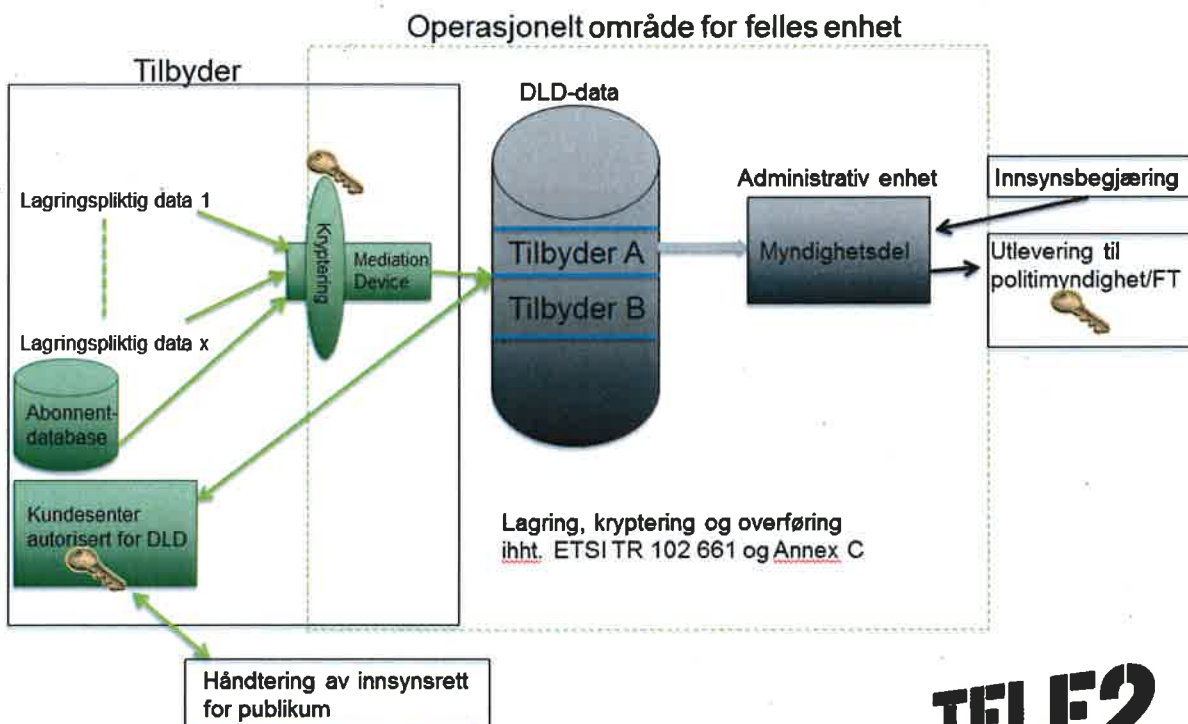 Operasjonelt område for felles enhet
Tilbyder
DLD-data
Lagringspliktig data 1
Kryptering
Mediation
Device
Lagringspliktig data x
Abonnent-
database
Kundesenter
autorisert for DLD
Tilbyder A
Tilbyder B
Administrativ enhet
Myndighetsdel
Innsynsbegjæring
Utlevering til
politimyndighet/FT
Lagring, kryptering og overføring
ihht. ETSI TR 102 661 og Annex C
Håndtering av innsynsrett
for publikum
TELE2